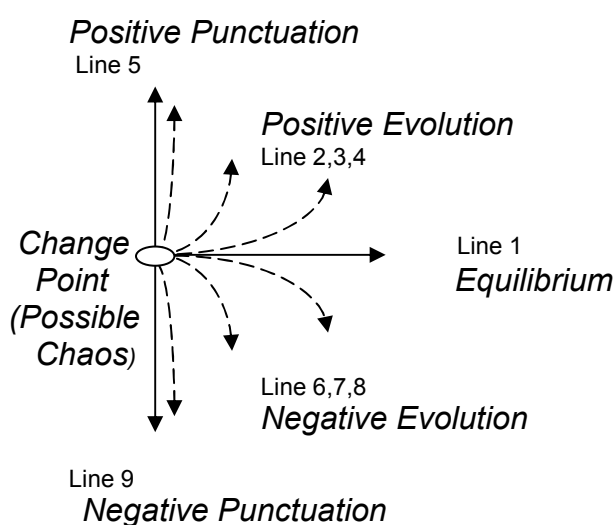 Positive Punctuation
Line 5
Positive Evolution
Line 2,3,4
Change
Point
(Possible
Chaos)
Line 1
Equilibrium
Line 6,7,8
Negative Evolution
Line 9
Negative Punctuation